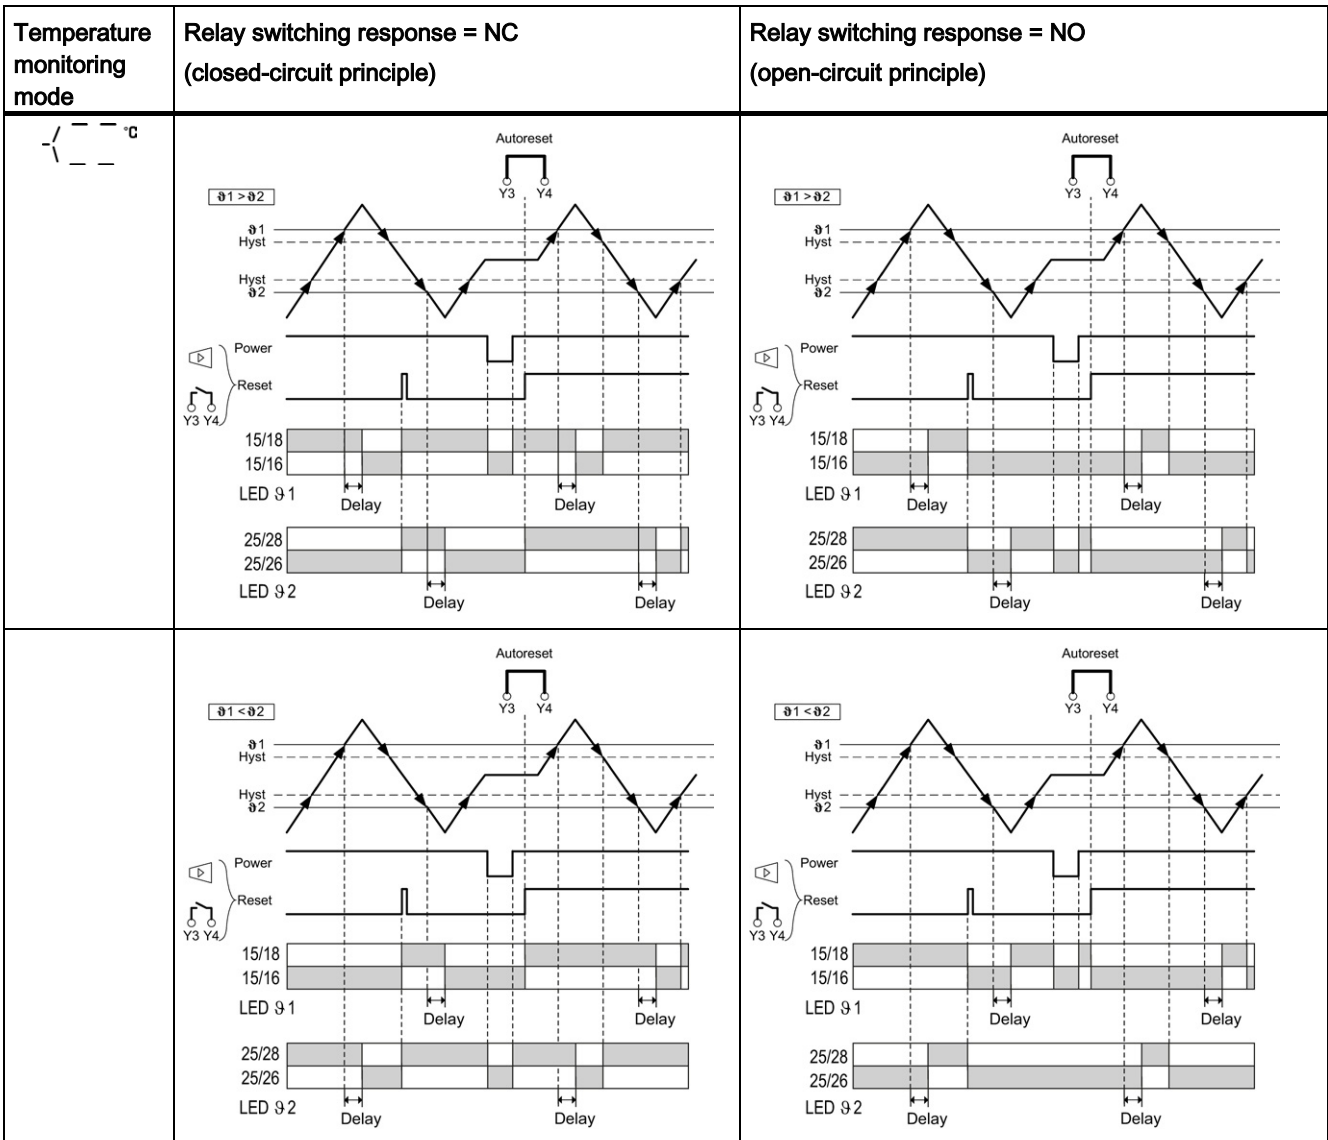 Temperature monitoring mode
Relay switching response = NC
(closed-circuit principle)
Relay switching response = NO
(open-circuit principle)
°C
Autoreset
Y3 Y4
ϑ1 > ϑ2
ϑ1
Hyst
Hyst
ϑ2
Power
Reset
Y3 Y4
15/18
15/16
LED ϑ1
Delay
Delay
25/28
25/26
LED ϑ2
Delay
Delay
Autoreset
Y3 Y4
ϑ1 > ϑ2
ϑ1
Hyst
Hyst
ϑ2
Power
Reset
Y3 Y4
15/18
15/16
LED ϑ1
Delay
Delay
25/28
25/26
LED ϑ2
Delay
Delay
Autoreset
Y3 Y4
ϑ1 < ϑ2
ϑ1
Hyst
Hyst
ϑ2
Power
Reset
Y3 Y4
15/18
15/16
LED ϑ1
Delay
Delay
25/28
25/26
LED ϑ2
Delay
Delay
Autoreset
Y3 Y4
ϑ1 < ϑ2
ϑ1
Hyst
Hyst
ϑ2
Power
Reset
Y3 Y4
15/18
15/16
LED ϑ1
Delay
Delay
25/28
25/26
LED ϑ2
Delay
Delay